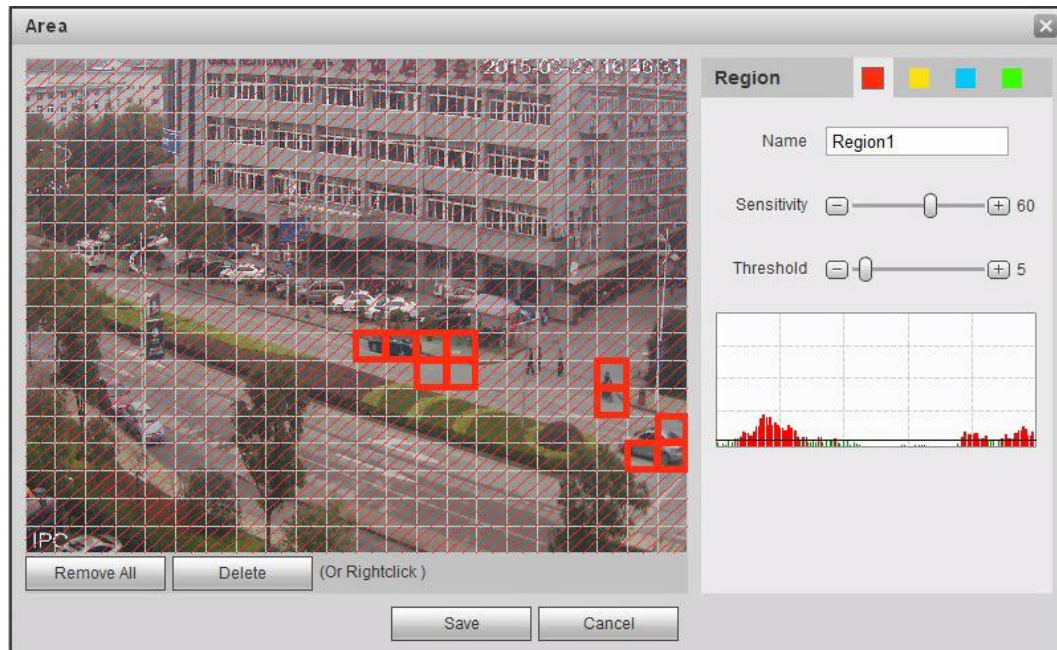 Area
2015-03-23 16:46:31
IPC
Region
Name
Region1
Sensitivity
60
Threshold
5
Remove All
Delete
(Or Rightclick )
Save
Cancel